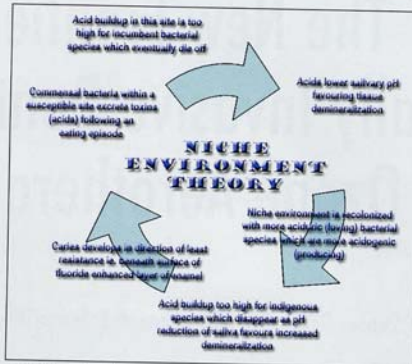 Acid buildup in this site is too
high for incumbent bacterial
species which eventually die off
Acids lower salivary pH
favouring tissue
demineralization
Commensal bacteria within a
susceptible site excrete toxins
(acids) following an
eating episode
NICHE
ENVIRONMENT
THEORY
Niche environment is recolonized
with more aciduric (loving) bacterial
species which are more acidogenic
(producing)
Caries develops in direction of least
resistance ie. beneath surface of
fluoride enhanced layer of enamel
Acid buildup too high for indigenous
species which disappear as pH
reduction of saliva favours increased
demineralization